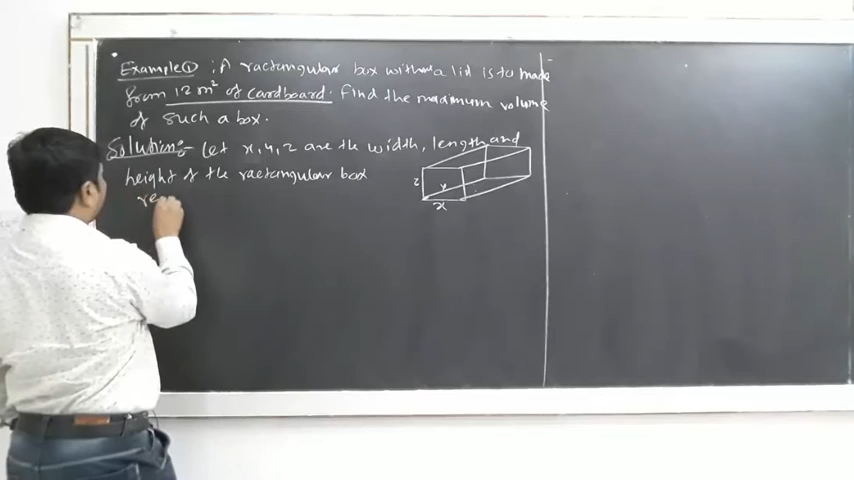 Example① : A ractangular box without a lid is to made
from 12 m² of cardboard. Find the maximum volume
of such a box.
Solution:- Let x, y, z are the width, length and
height of the ractangular box
re
z
y
x